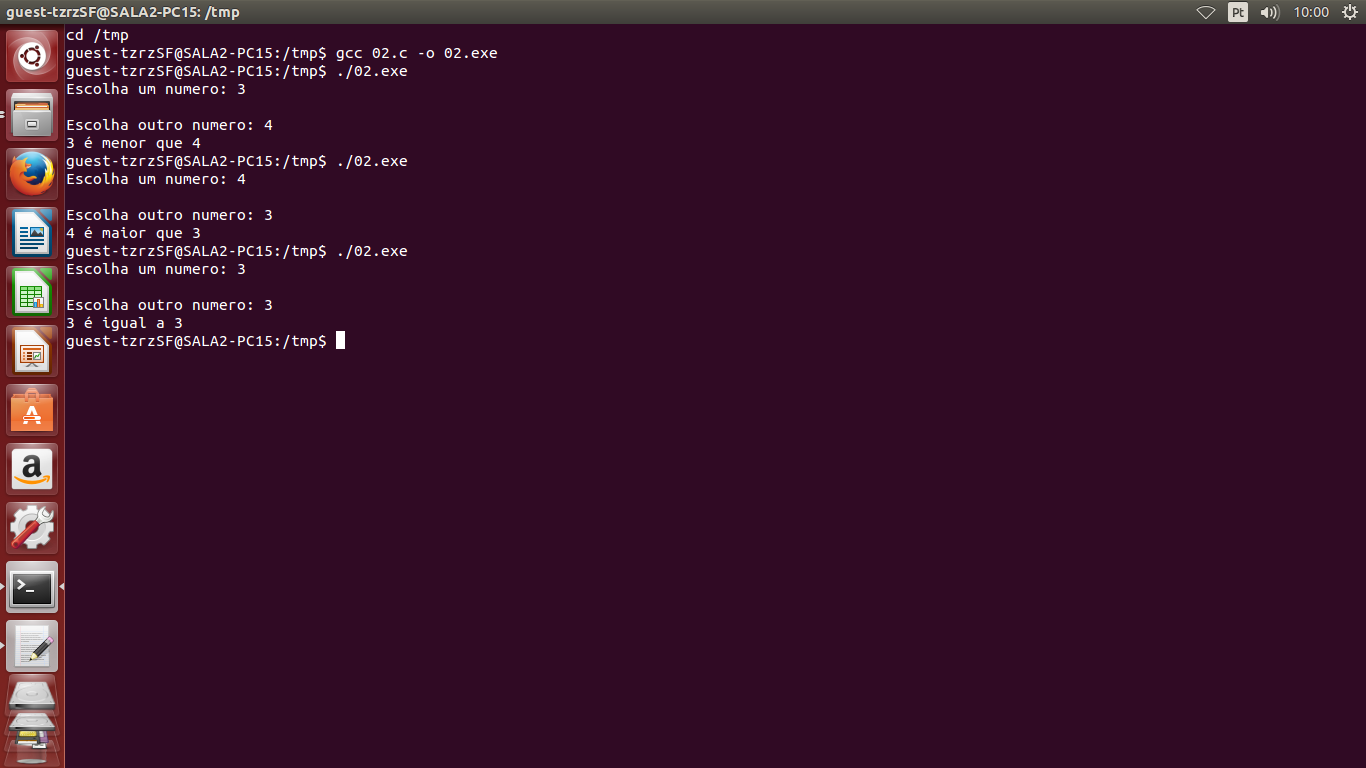 guest-tzrzSF@SALA2-PC15: /tmp
Pt
10:00
cd /tmp
guest-tzrzSF@SALA2-PC15:/tmp$ gcc 02.c -o 02.exe
guest-tzrzSF@SALA2-PC15:/tmp$ ./02.exe
Escolha um numero: 3
Escolha outro numero: 4
3 é menor que 4
guest-tzrzSF@SALA2-PC15:/tmp$ ./02.exe
Escolha um numero: 4
Escolha outro numero: 3
4 é maior que 3
guest-tzrzSF@SALA2-PC15:/tmp$ ./02.exe
Escolha um numero: 3
Escolha outro numero: 3
3 é igual a 3
guest-tzrzSF@SALA2-PC15:/tmp$